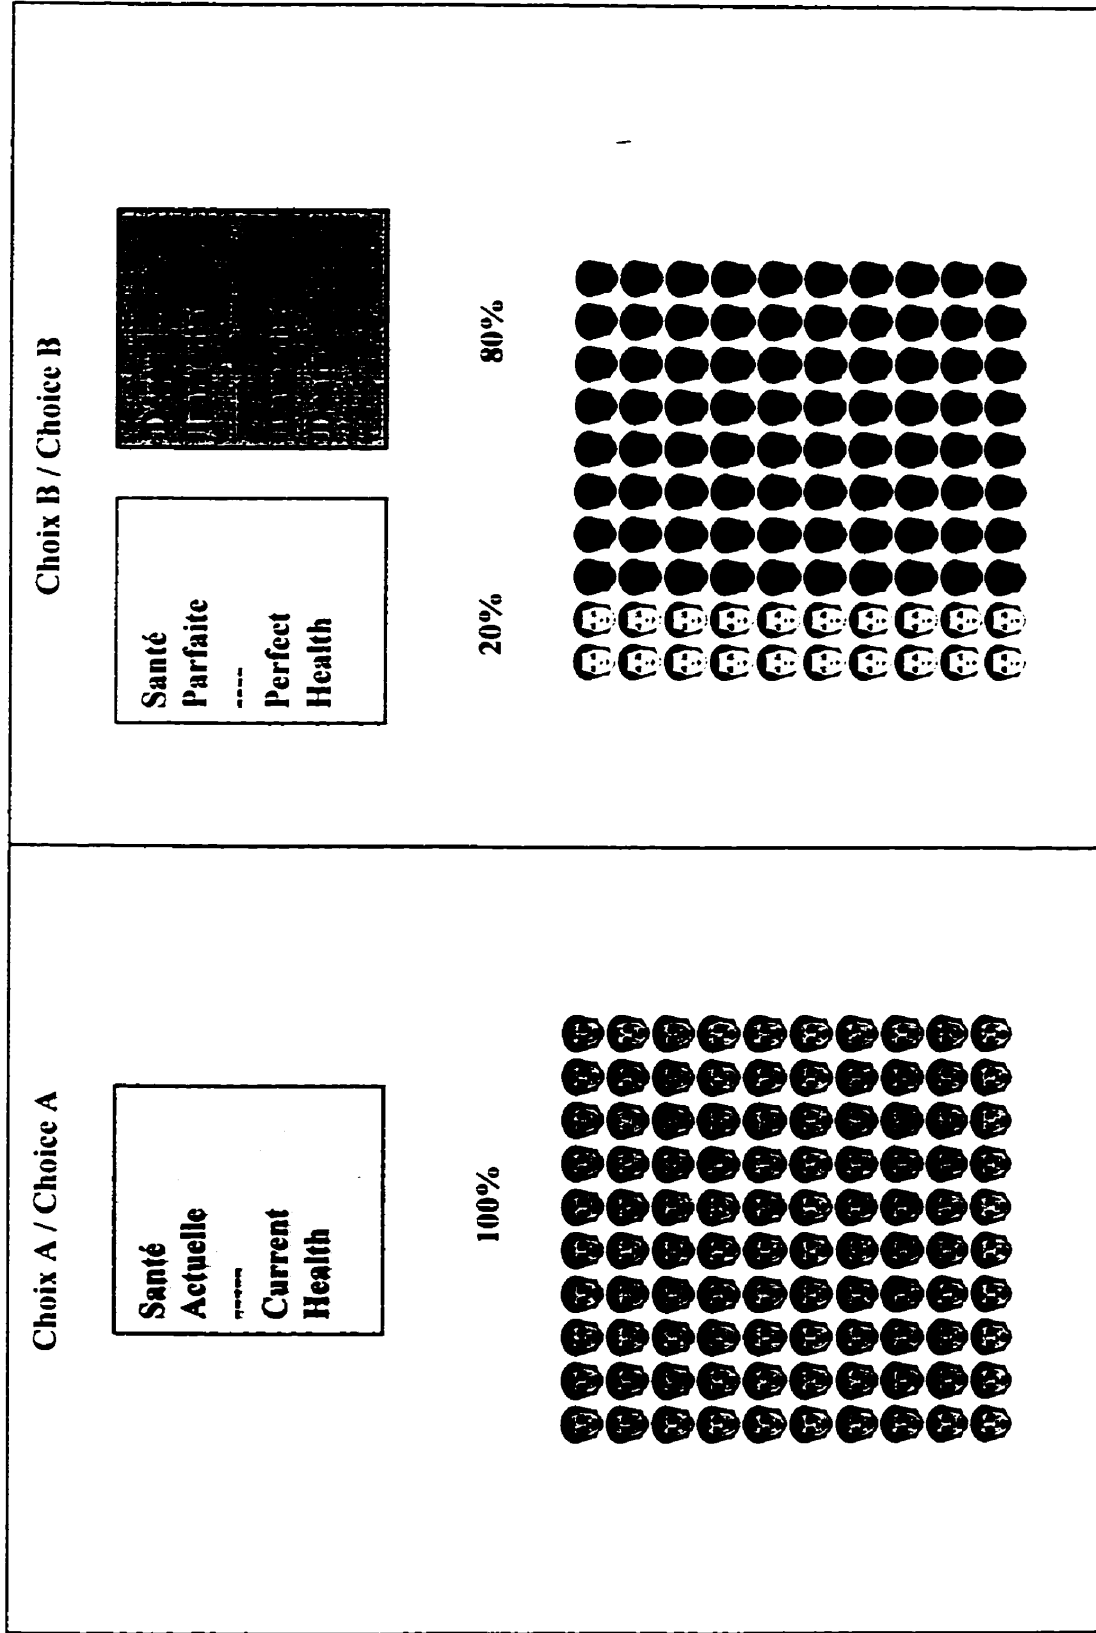 Choix A / Choice A
Santé
Actuelle
-----
Current
Health
100%
Choix B / Choice B
Santé
Parfaite
----
Perfect
Health
20%
80%